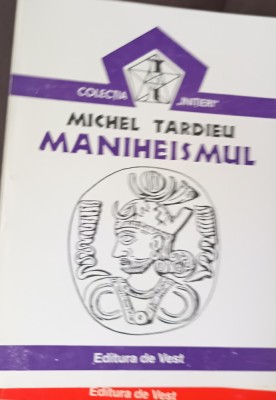 COLECȚIA „INIȚIERI”
MICHEL TARDIEU
MANIHEISMUL
Editura de Vest
Editura de Vest